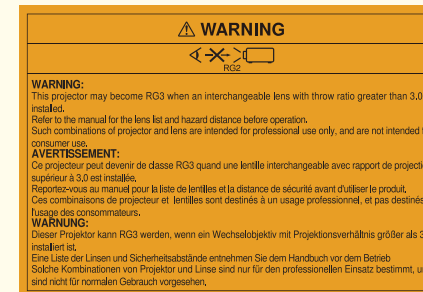 ⚠ WARNING
RG2
WARNING:
This projector may become RG3 when an interchangeable lens with throw ratio greater than 3.0
installed.
Refer to the manual for the lens list and hazard distance before operation.
Such combinations of projector and lens are intended for professional use only, and are not intended
consumer use.
AVERTISSEMENT:
Ce projecteur peut devenir de classe RG3 quand une lentille interchangeable avec rapport de projecti
supérieur à 3,0 est installée,
Reportez-vous au manuel pour la liste de lentilles et la distance de sécurité avant d'utiliser le produit,
Ces combinaisons de projecteur et lentilles sont destinés à un usage professionnel, et pas destinés
l'usage des consommateurs.
WARNUNG:
Dieser Projektor kann RG3 werden, wenn ein Wechselobjektiv mit Projektionsverhältnis größer als 3
installiert ist,
Eine Liste der Linsen und Sicherheitsabstände entnehmen Sie dem Handbuch vor dem Betrieb
Solche Kombinationen von Projektor und Linse sind nur für den professionellen Einsatz bestimmt, u
sind nicht für normalen Gebrauch vorgesehen,